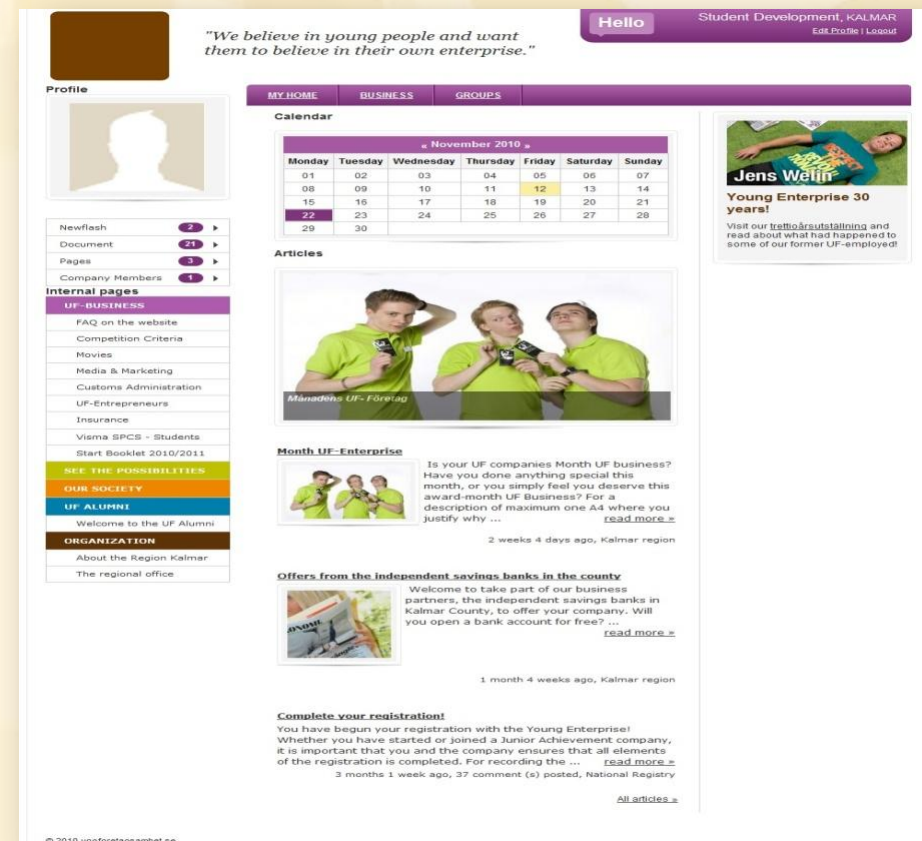 "We believe in young people and want
them to believe in their own enterprise."
Hello
Student Development, KALMAR
Edit Profile | Logout
Profile
MY HOME BUSINESS GROUPS
Calendar
« November 2010 »
Monday Tuesday Wednesday Thursday Friday Saturday Sunday
01 02 03 04 05 06 07
08 09 10 11 12 13 14
15 16 17 18 19 20 21
22 23 24 25 26 27 28
29 30
Newflash 2
Document 21
Pages 3
Company Members 1
Internal pages
UF-BUSINESS
FAQ on the website
Competition Criteria
Movies
Media & Marketing
Customs Administration
UF-Entrepreneurs
Insurance
Visma SPCS - Students
Start Booklet 2010/2011
SEE THE POSSIBILITIES
OUR SOCIETY
UF ALUMNI
Welcome to the UF Alumni
ORGANIZATION
About the Region Kalmar
The regional office
Articles
Månadens UF- Företag
Month UF-Enterprise
Is your UF companies Month UF business?
Have you done anything special this
month, or you simply feel you deserve this
award-month UF Business? For a
description of maximum one A4 where you
justify why ... read more »
2 weeks 4 days ago, Kalmar region
Offers from the independent savings banks in the county
Welcome to take part of our business
partners, the independent savings banks in
Kalmar County, to offer your company. Will
you open a bank account for free? ...
read more »
1 month 4 weeks ago, Kalmar region
Complete your registration!
You have begun your registration with the Young Enterprise!
Whether you have started or joined a Junior Achievement company,
it is important that you and the company ensures that all elements
of the registration is completed. For recording the ... read more »
3 months 1 week ago, 37 comment (s) posted, National Registry
All articles »
Jens Welin
Young Enterprise 30
years!
Visit our trettioårsutställning and
read about what had happened to
some of our former UF-employed!